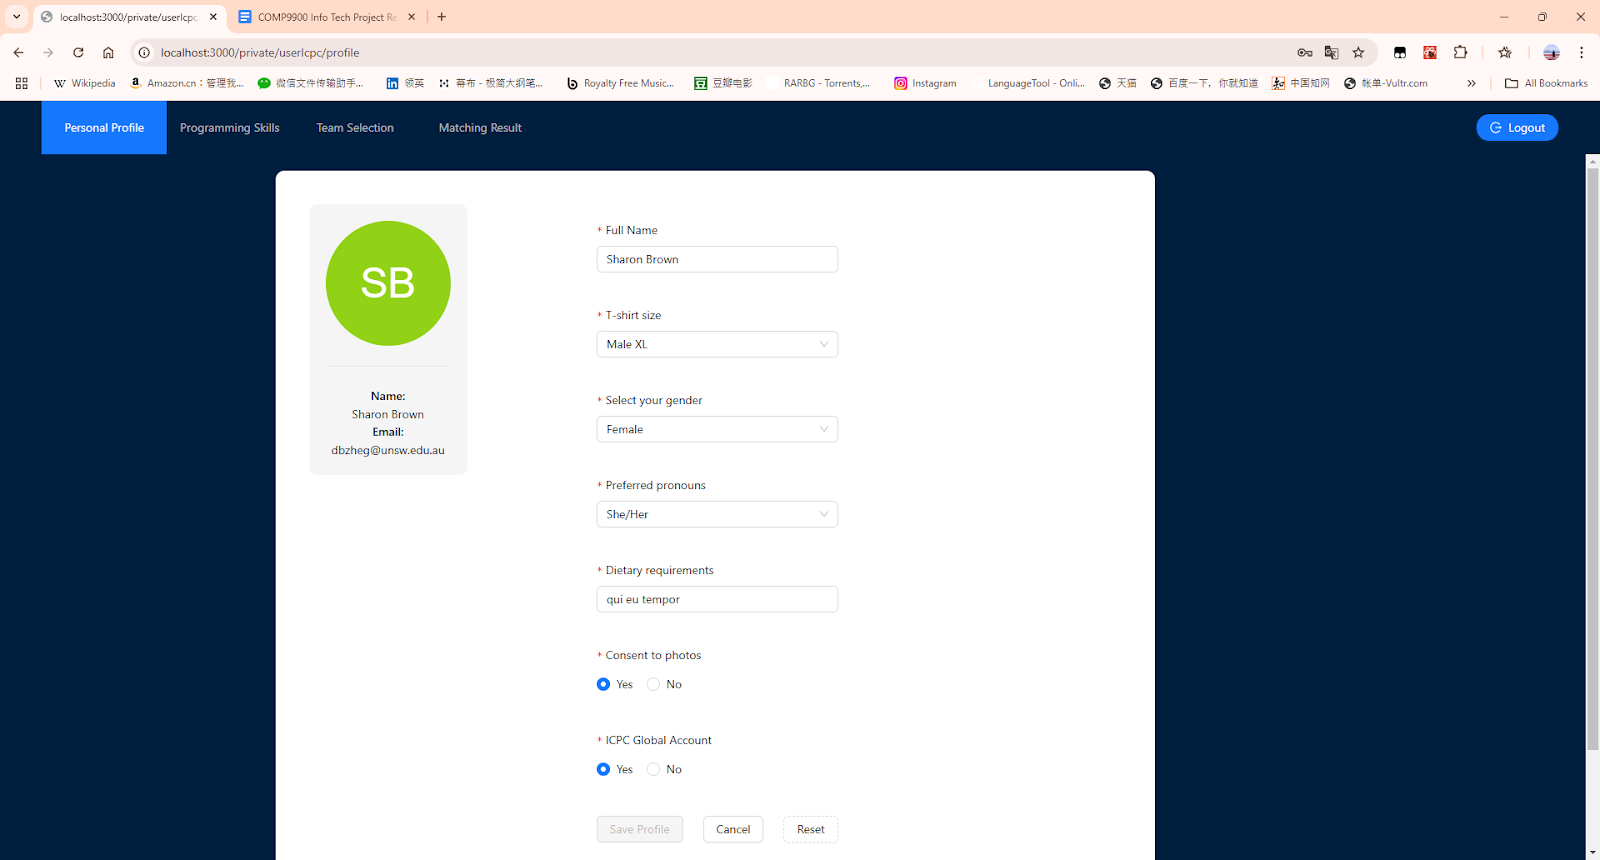 localhost:3000/private/userIcpc
COMP9900 Info Tech Project Re
localhost:3000/private/userIcpc/profile
Wikipedia
Amazon.cn：管理我...
微信文件传输助手...
领英
幕布 - 极简大纲笔...
Royalty Free Music...
豆瓣电影
RARBG - Torrents,...
Instagram
LanguageTool - Onli...
天猫
百度一下，你就知道
中国知网
帐单-Vultr.com
All Bookmarks
Personal Profile
Programming Skills
Team Selection
Matching Result
Logout
SB
Name:
Sharon Brown
Email:
dbzheg@unsw.edu.au
* Full Name
Sharon Brown
* T-shirt size
Male XL
* Select your gender
Female
* Preferred pronouns
She/Her
* Dietary requirements
qui eu tempor
* Consent to photos
Yes No
* ICPC Global Account
Yes No
Save Profile Cancel Reset